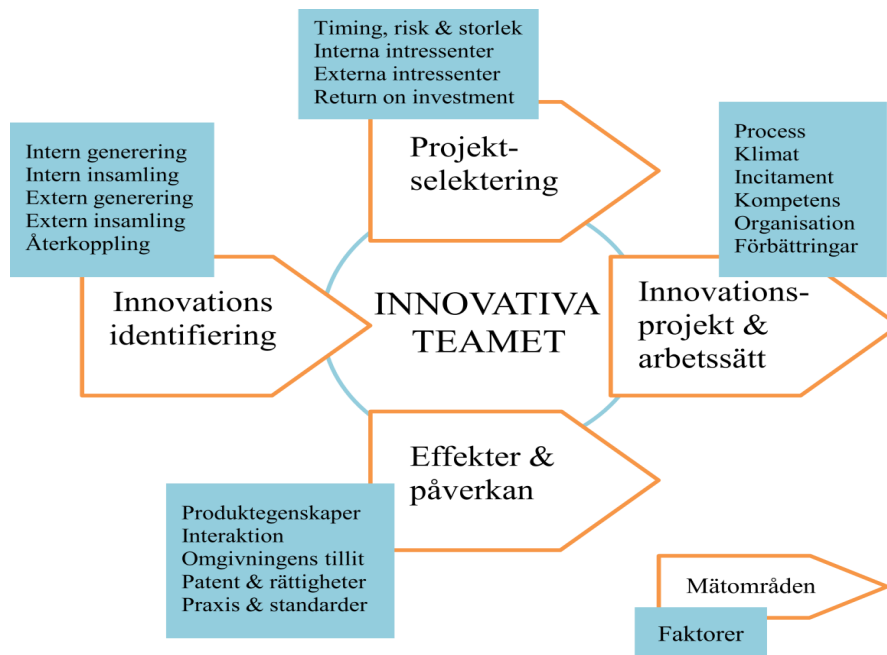 Timing, risk & storlek
Interna intressenter
Externa intressenter
Return on investment
Projekt-
selektering
Intern generering
Intern insamling
Extern generering
Extern insamling
Återkoppling
Innovations
identifiering
INNOVATIVA
TEAMET
Process
Klimat
Incitament
Kompetens
Organisation
Förbättringar
Innovations-
projekt &
arbetssätt
Effekter &
påverkan
Produktegenskaper
Interaktion
Omgivningens tillit
Patent & rättigheter
Praxis & standarder
Mätområden
Faktorer